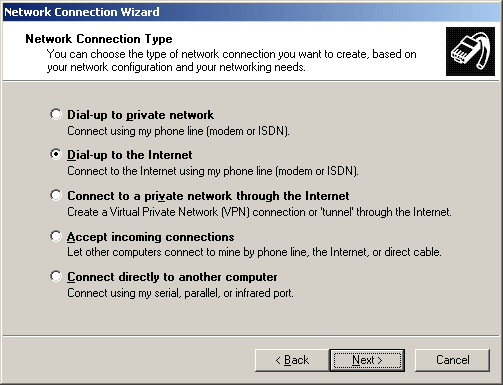 Network Connection Wizard
Network Connection Type
You can choose the type of network connection you want to create, based on
your network configuration and your networking needs.
Dial-up to private network
Connect using my phone line (modem or ISDN).
Dial-up to the Internet
Connect to the Internet using my phone line (modem or ISDN).
Connect to a private network through the Internet
Create a Virtual Private Network (VPN) connection or 'tunnel' through the Internet.
Accept incoming connections
Let other computers connect to mine by phone line, the Internet, or direct cable.
Connect directly to another computer
Connect using my serial, parallel, or infrared port.
< Back Next > Cancel